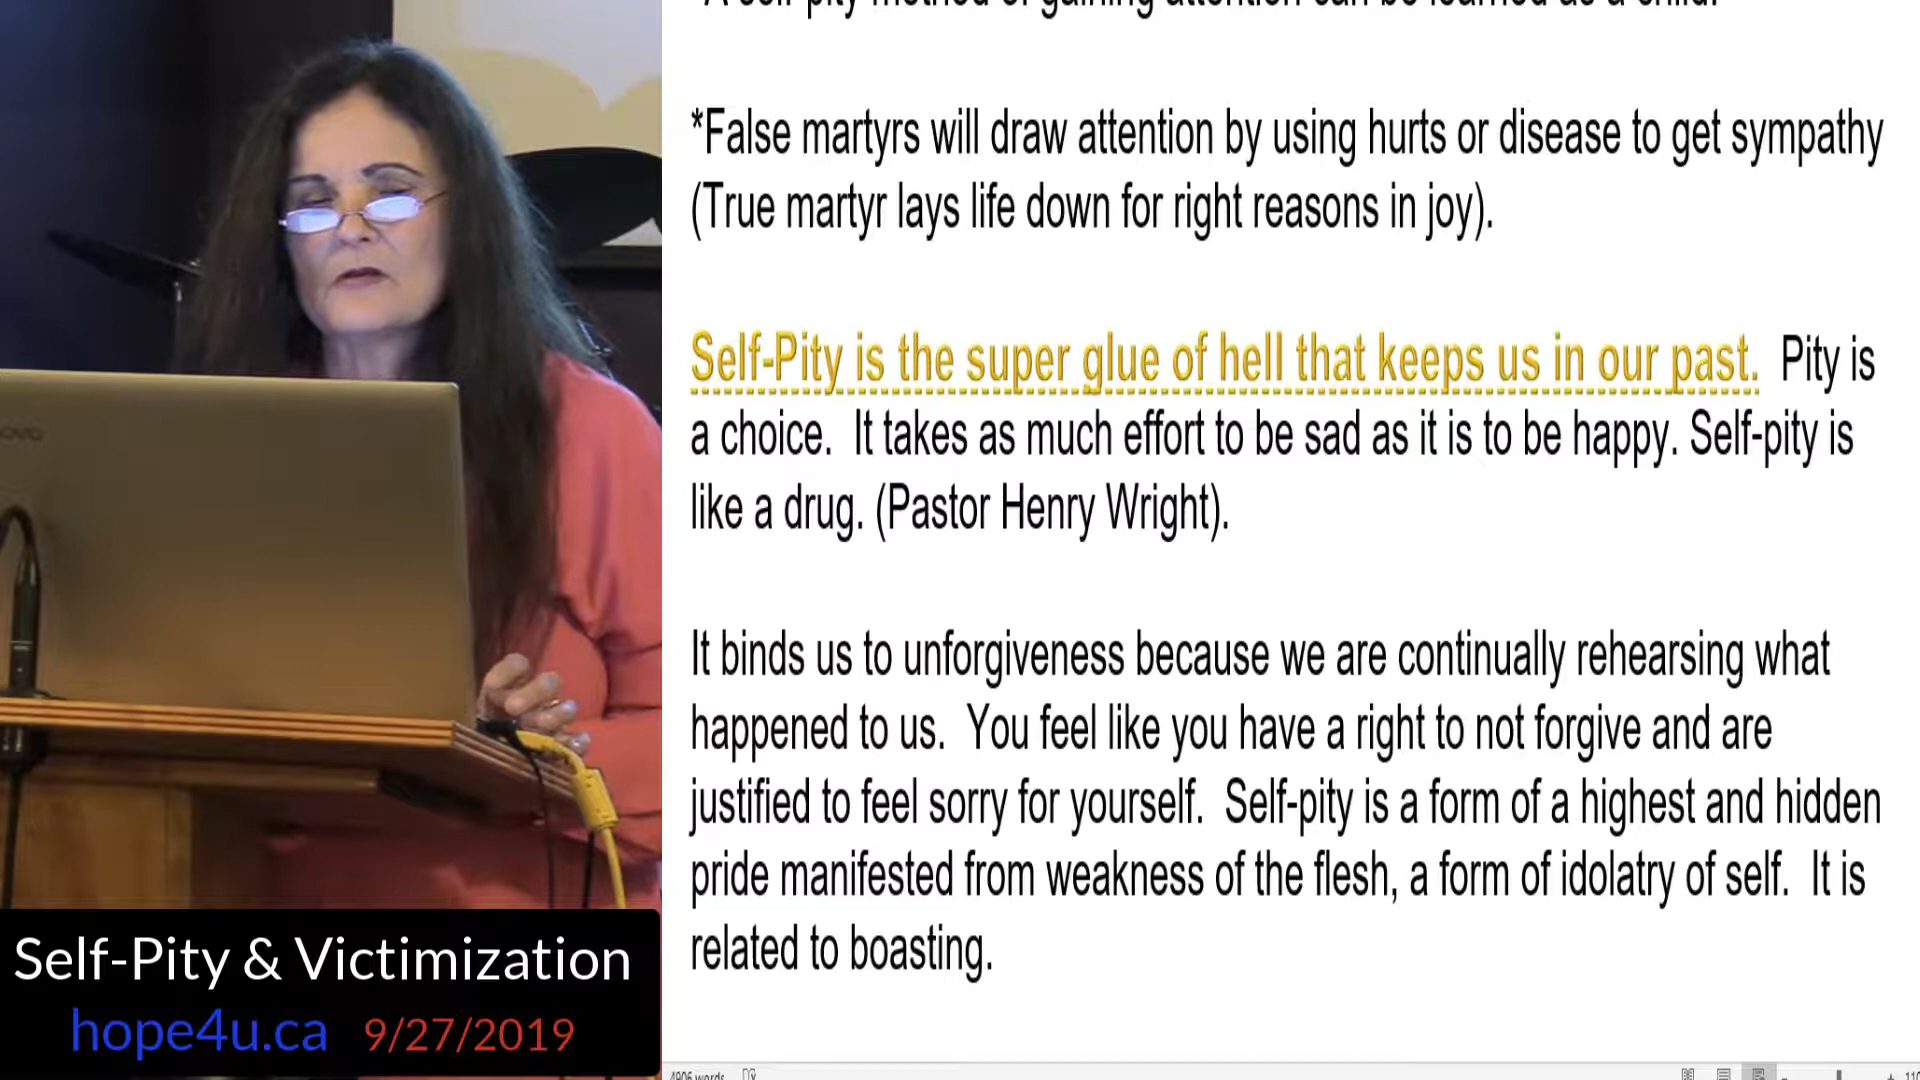 *False martyrs will draw attention by using hurts or disease to get sympathy
(True martyr lays life down for right reasons in joy).
Self-Pity is the super glue of hell that keeps us in our past. Pity is
a choice. It takes as much effort to be sad as it is to be happy. Self-pity is
like a drug. (Pastor Henry Wright).
It binds us to unforgiveness because we are continually rehearsing what
happened to us. You feel like you have a right to not forgive and are
justified to feel sorry for yourself. Self-pity is a form of a highest and hidden
pride manifested from weakness of the flesh, a form of idolatry of self. It is
related to boasting.
Self-Pity & Victimization
hope4u.ca 9/27/2019